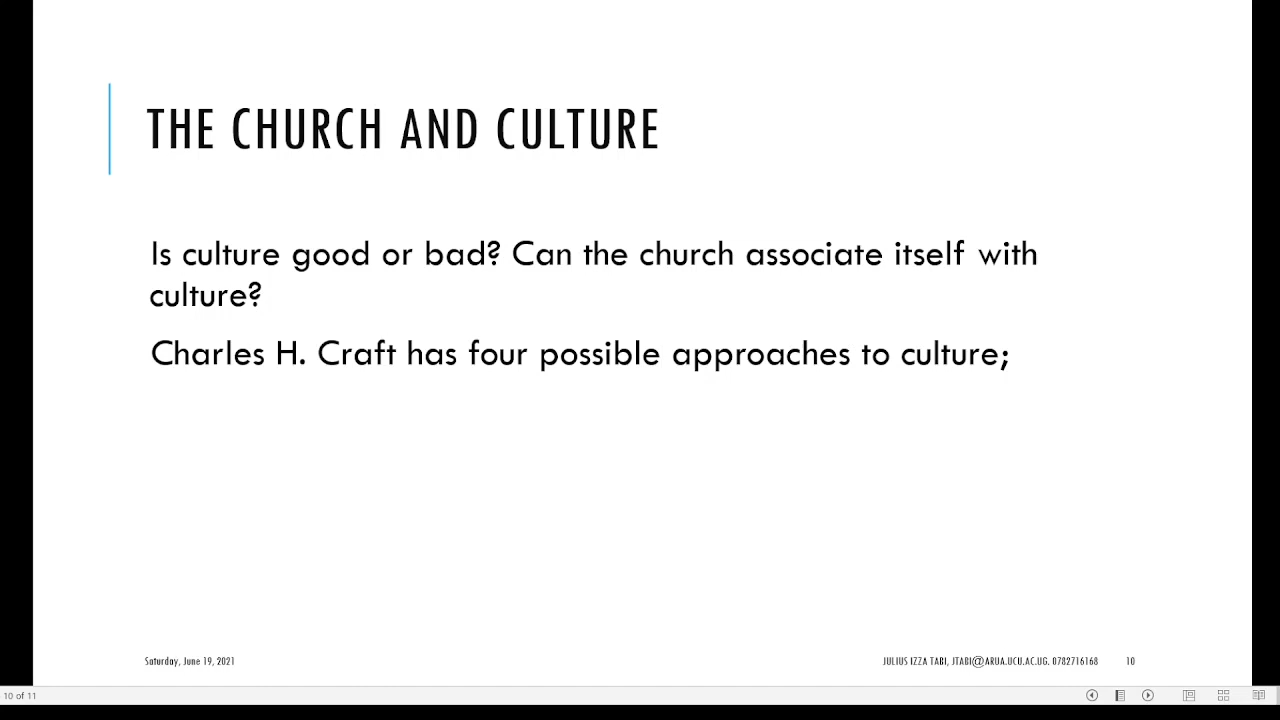 THE CHURCH AND CULTURE
Is culture good or bad? Can the church associate itself with
culture?
Charles H. Craft has four possible approaches to culture;
Saturday, June 19, 2021
JULIUS IZZA TABI, JTABI@ARUA.UCU.AC.UG. 0782716168
10
10 of 11